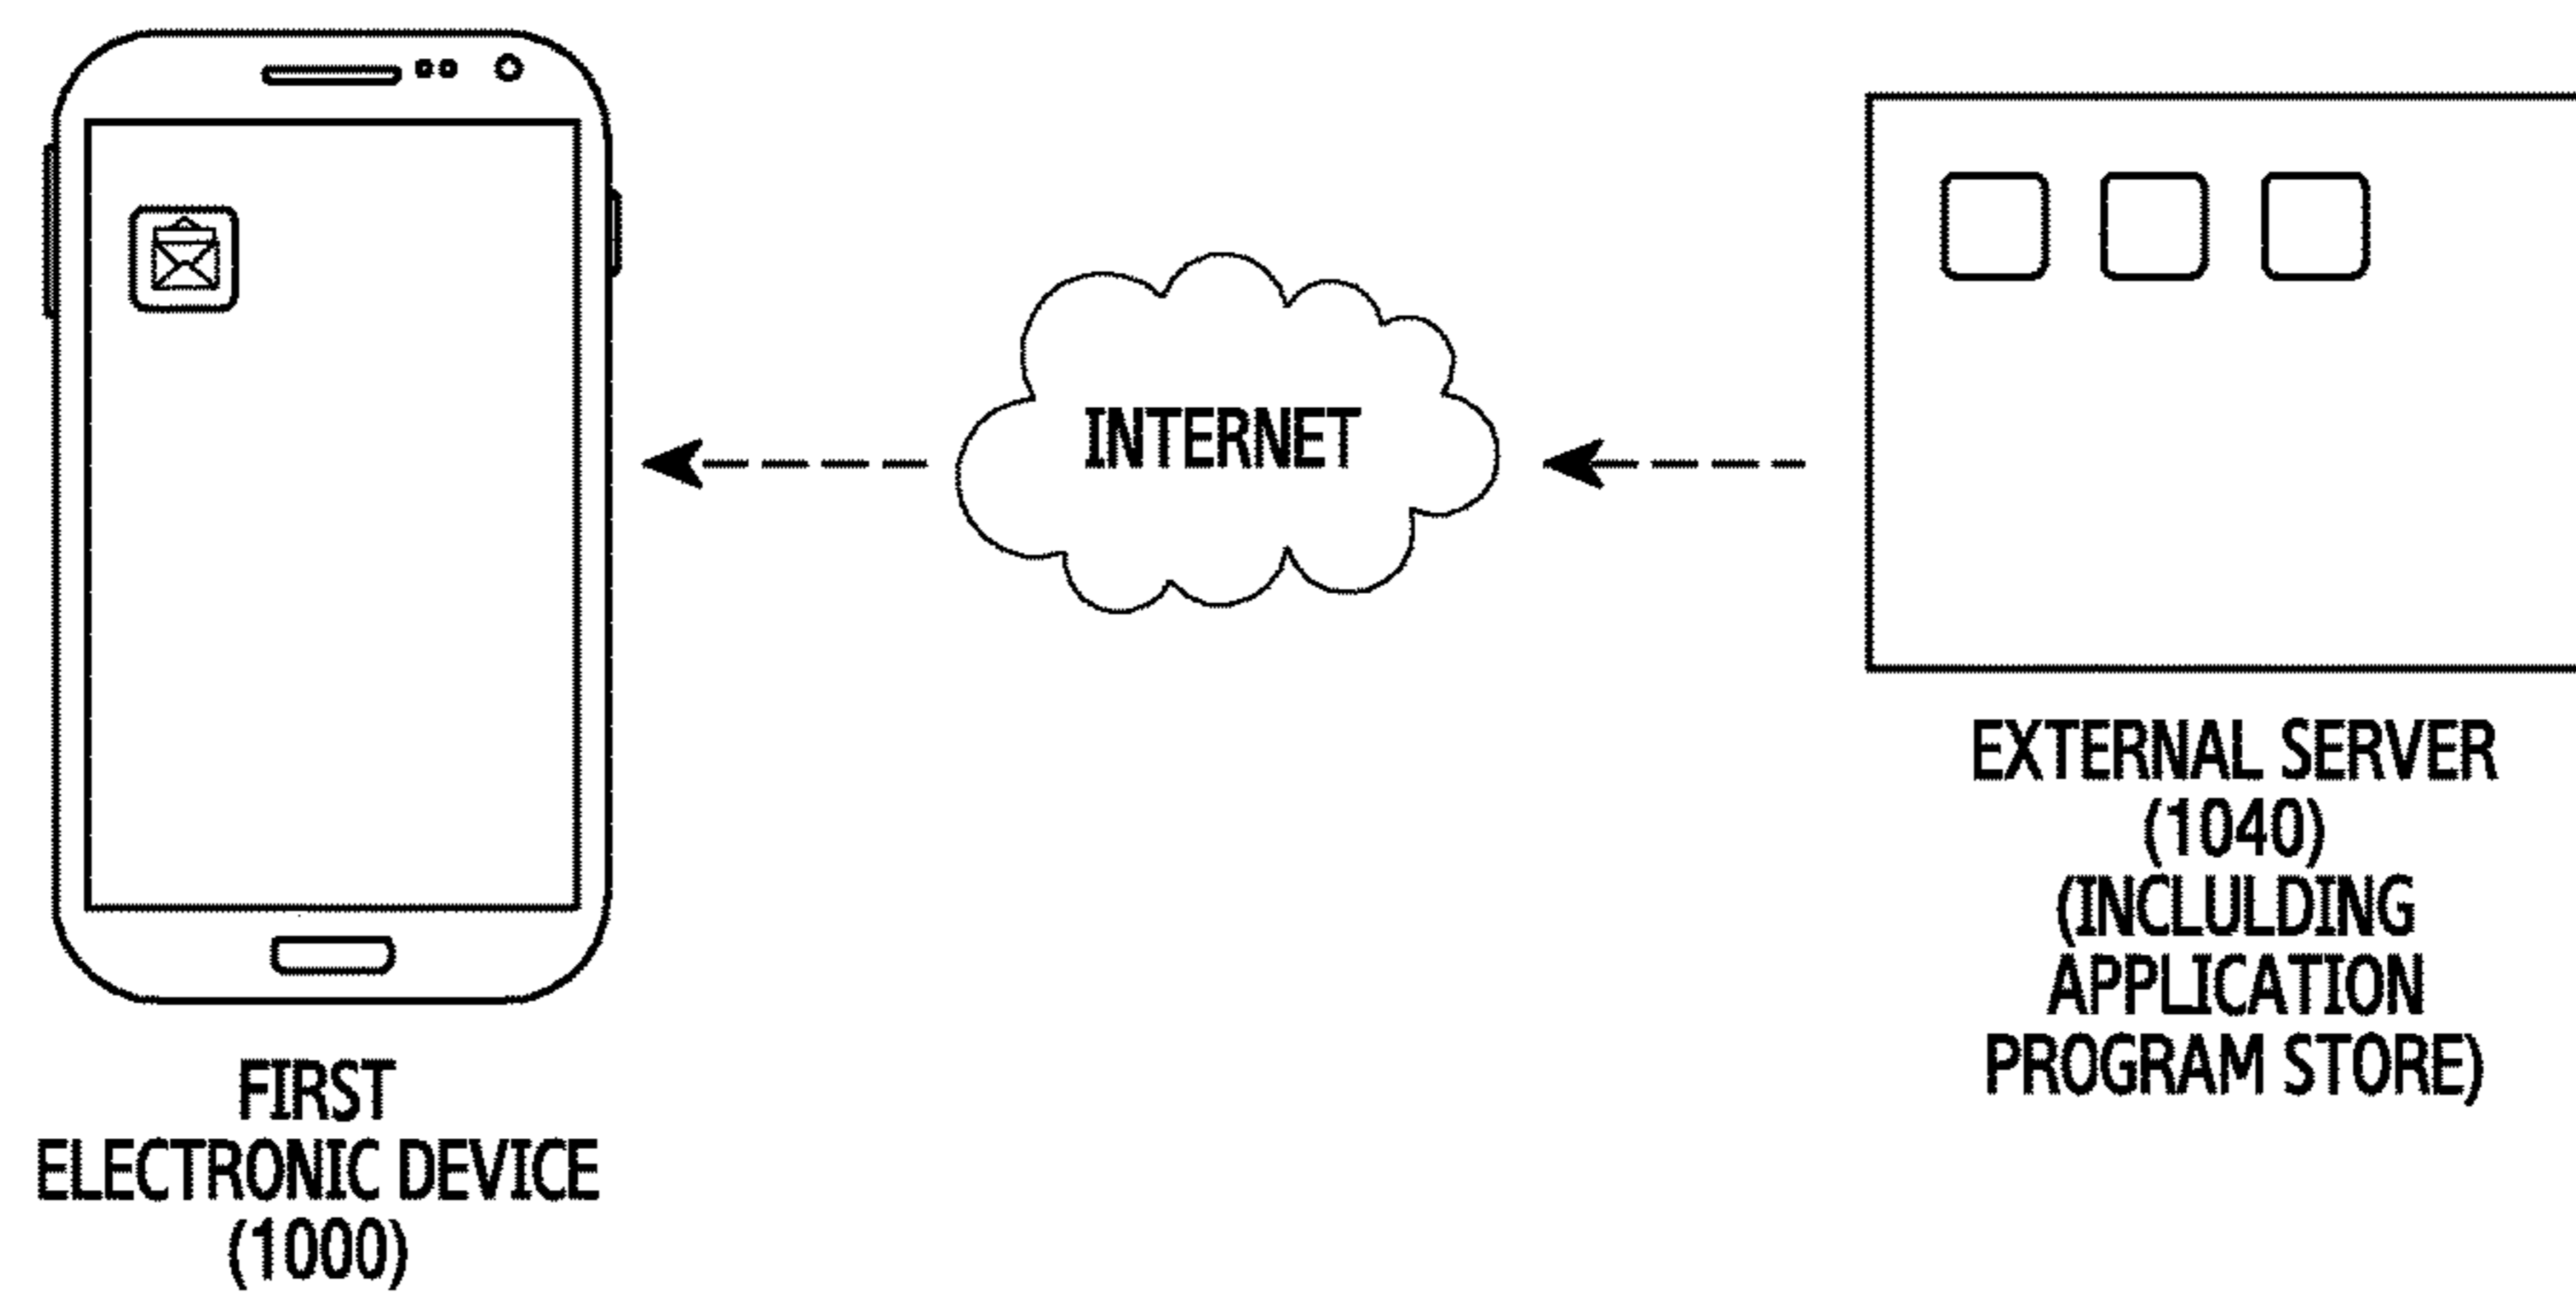 INTERNET
EXTERNAL SERVER
(1040)
(INCLULDING
APPLICATION
PROGRAM STORE)
FIRST
ELECTRONIC DEVICE
(1000)